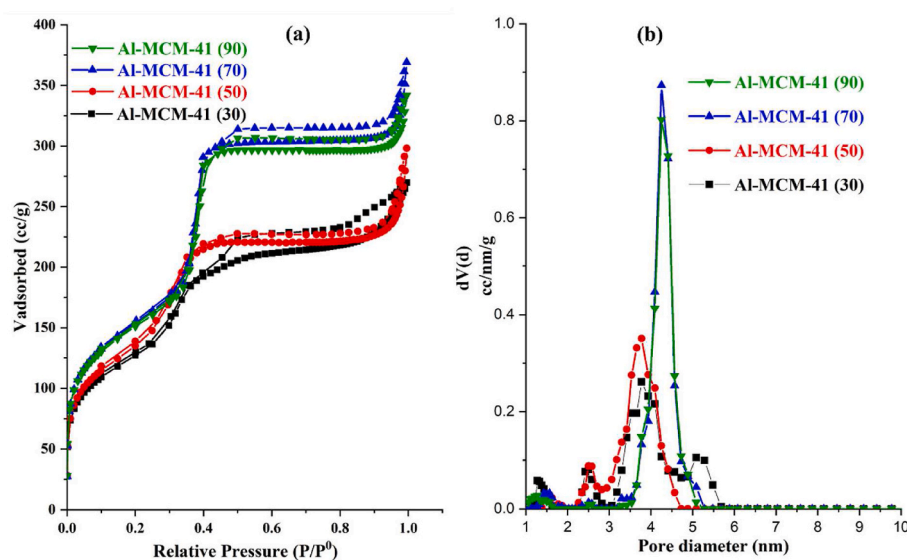 (a)
Al-MCM-41 (90)
Al-MCM-41 (70)
Al-MCM-41 (50)
Al-MCM-41 (30)
400
350
300
250
200
150
100
50
0
Vadsorbed (cc/g)
0.0 0.2 0.4 0.6 0.8 1.0
Relative Pressure (P/P⁰)
(b)
Al-MCM-41 (90)
Al-MCM-41 (70)
Al-MCM-41 (50)
Al-MCM-41 (30)
1.0
0.8
0.6
0.4
0.2
0.0
dV(d)
cc/nm/g
1 2 3 4 5 6 7 8 9 10
Pore diameter (nm)